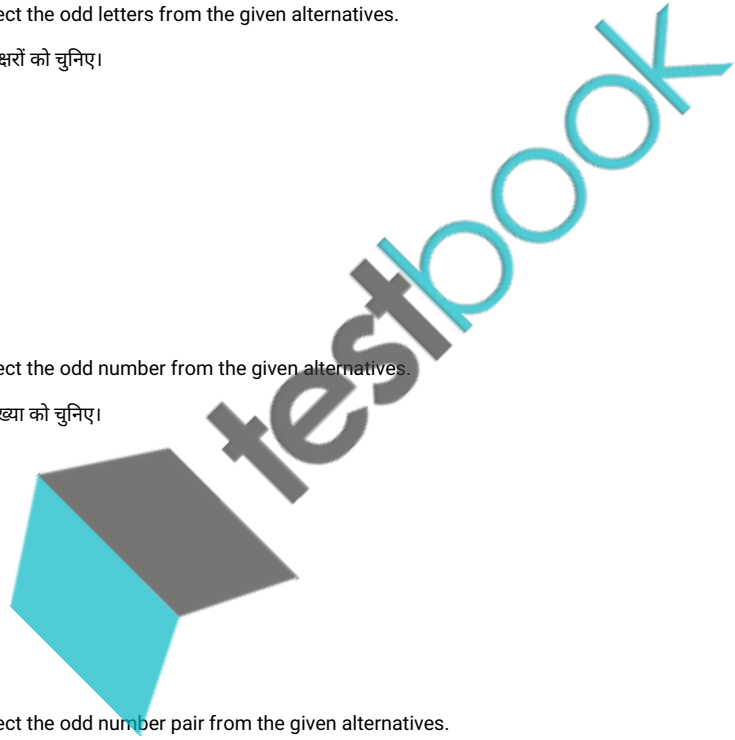 ect the odd letters from the given alternatives.
क्षरों को चुनिए।
testbook
ect the odd number from the given alternatives.
ख्या को चुनिए।
ect the odd number pair from the given alternatives.